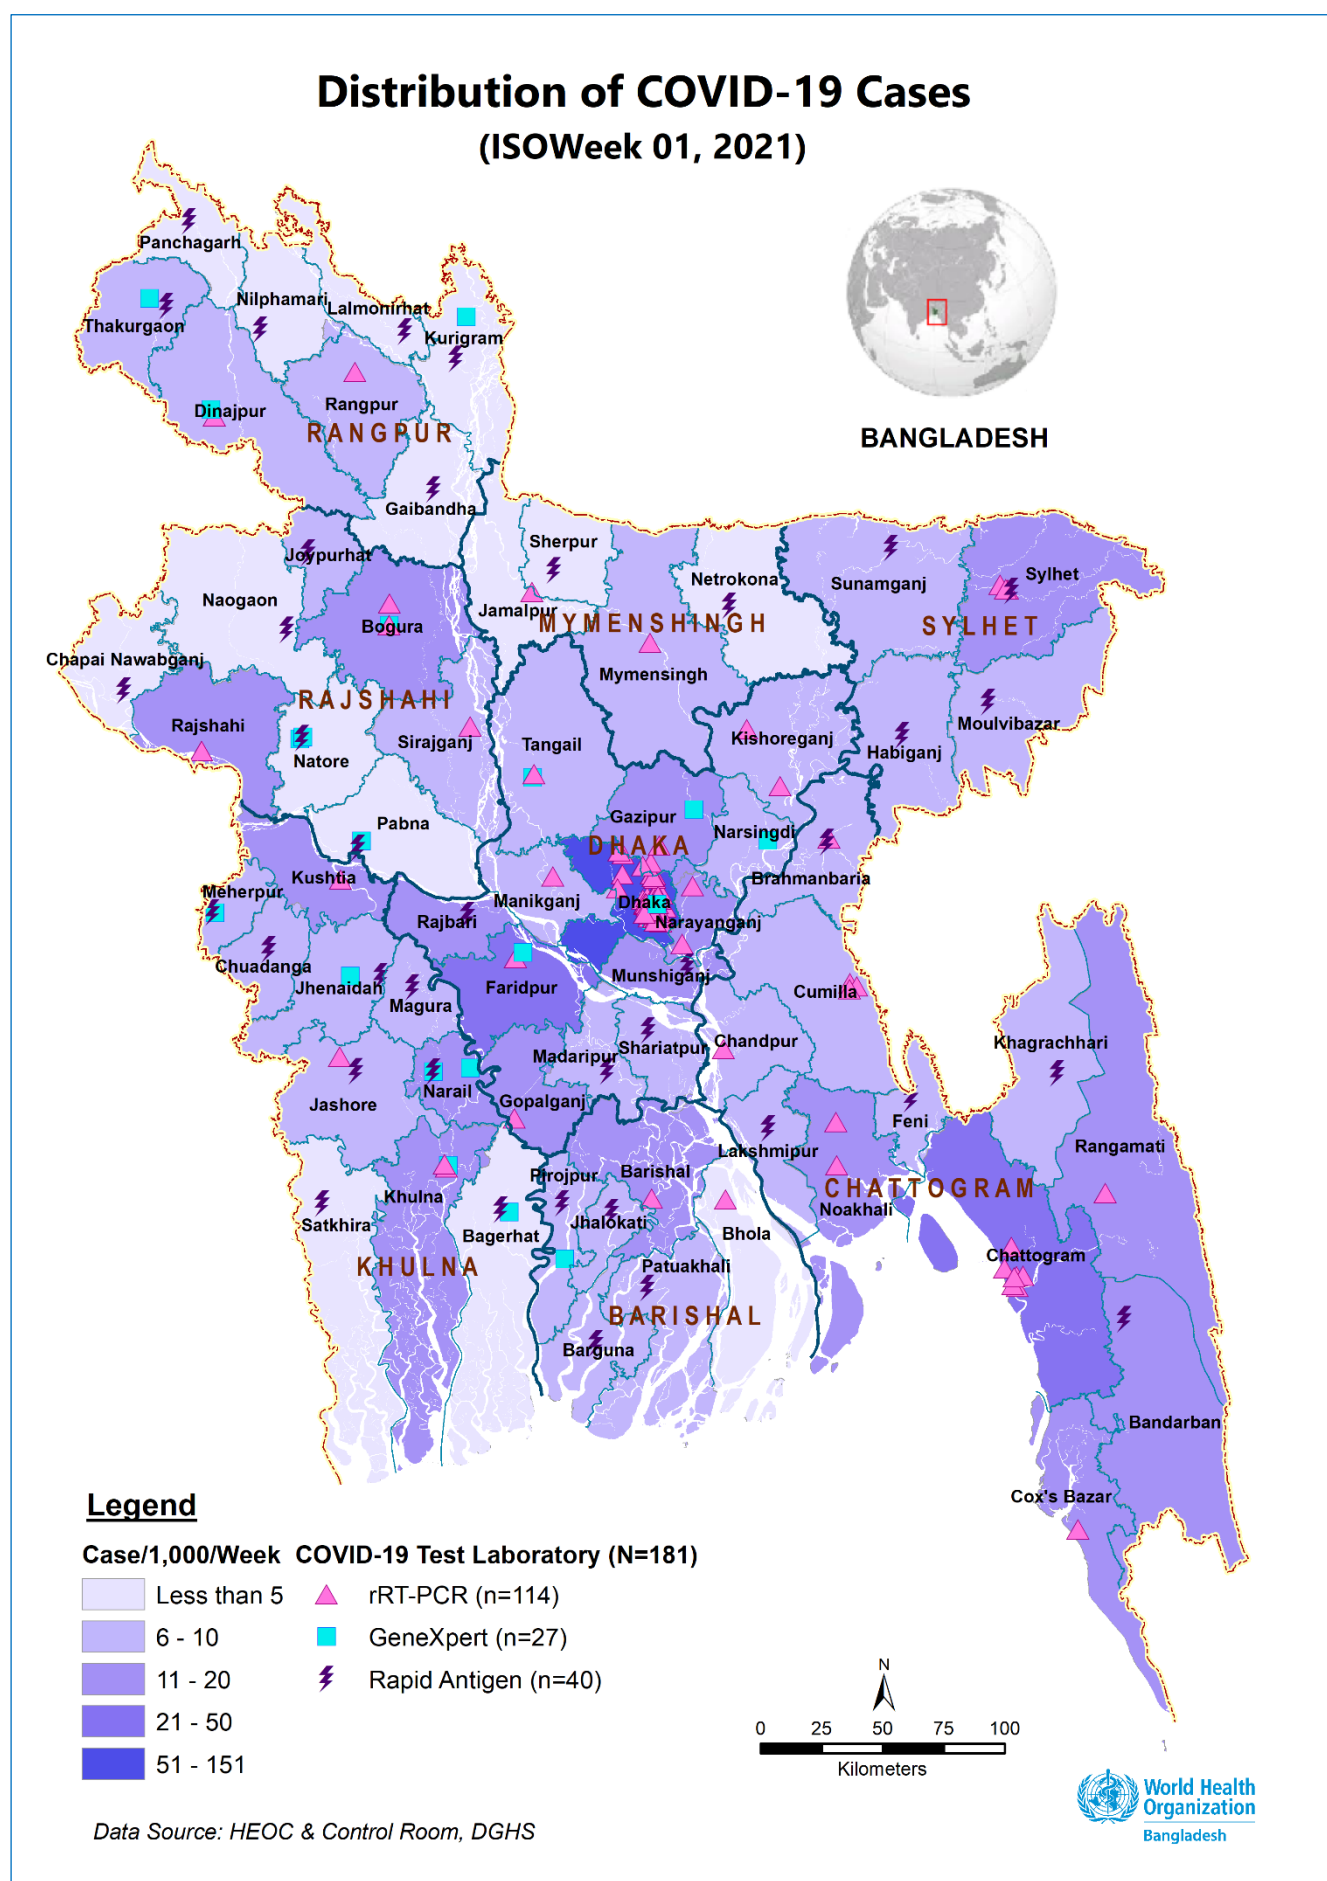 Distribution of COVID-19 Cases
(ISOWeek 01, 2021)
BANGLADESH
Panchagarh
Nilphamari
Lalmonirhat
Thakurgaon
Kurigram
Dinajpur
Rangpur
RANGPUR
Gaibandha
Joypurhat
Sherpur
Netrokona
Sunamganj
Sylhet
Naogaon
Jamalpur
Bogura
MYMENSHINGH
SYLHET
Chapai Nawabganj
Mymensingh
RAJSHAHI
Rajshahi
Sirajganj
Tangail
Kishoreganj
Moulvibazar
Habiganj
Natore
Pabna
Gazipur
Narsingdi
DHAKA
Kushtia
Brahmanbaria
Meherpur
Manikganj
Dhaka
Rajbari
Narayanganj
Chuadanga
Jhenaidah
Magura
Faridpur
Munshiganj
Cumilla
Khagrachhari
Shariatpur
Chandpur
Madaripur
Narail
Jashore
Gopalganj
Feni
Lakshmipur
Rangamati
Pirojpur
Barishal
Khulna
CHATTOGRAM
Noakhali
Satkhira
Bagerhat
Jhalokati
Bhola
Chattogram
KHULNA
Patuakhali
BARISHAL
Barguna
Bandarban
Cox's Bazar
Legend
Case/1,000/Week COVID-19 Test Laboratory (N=181)
Less than 5 rRT-PCR (n=114)
6 - 10 GeneXpert (n=27)
11 - 20 Rapid Antigen (n=40)
21 - 50
51 - 151
N
0 25 50 75 100
Kilometers
World Health
Organization
Bangladesh
Data Source: HEOC & Control Room, DGHS